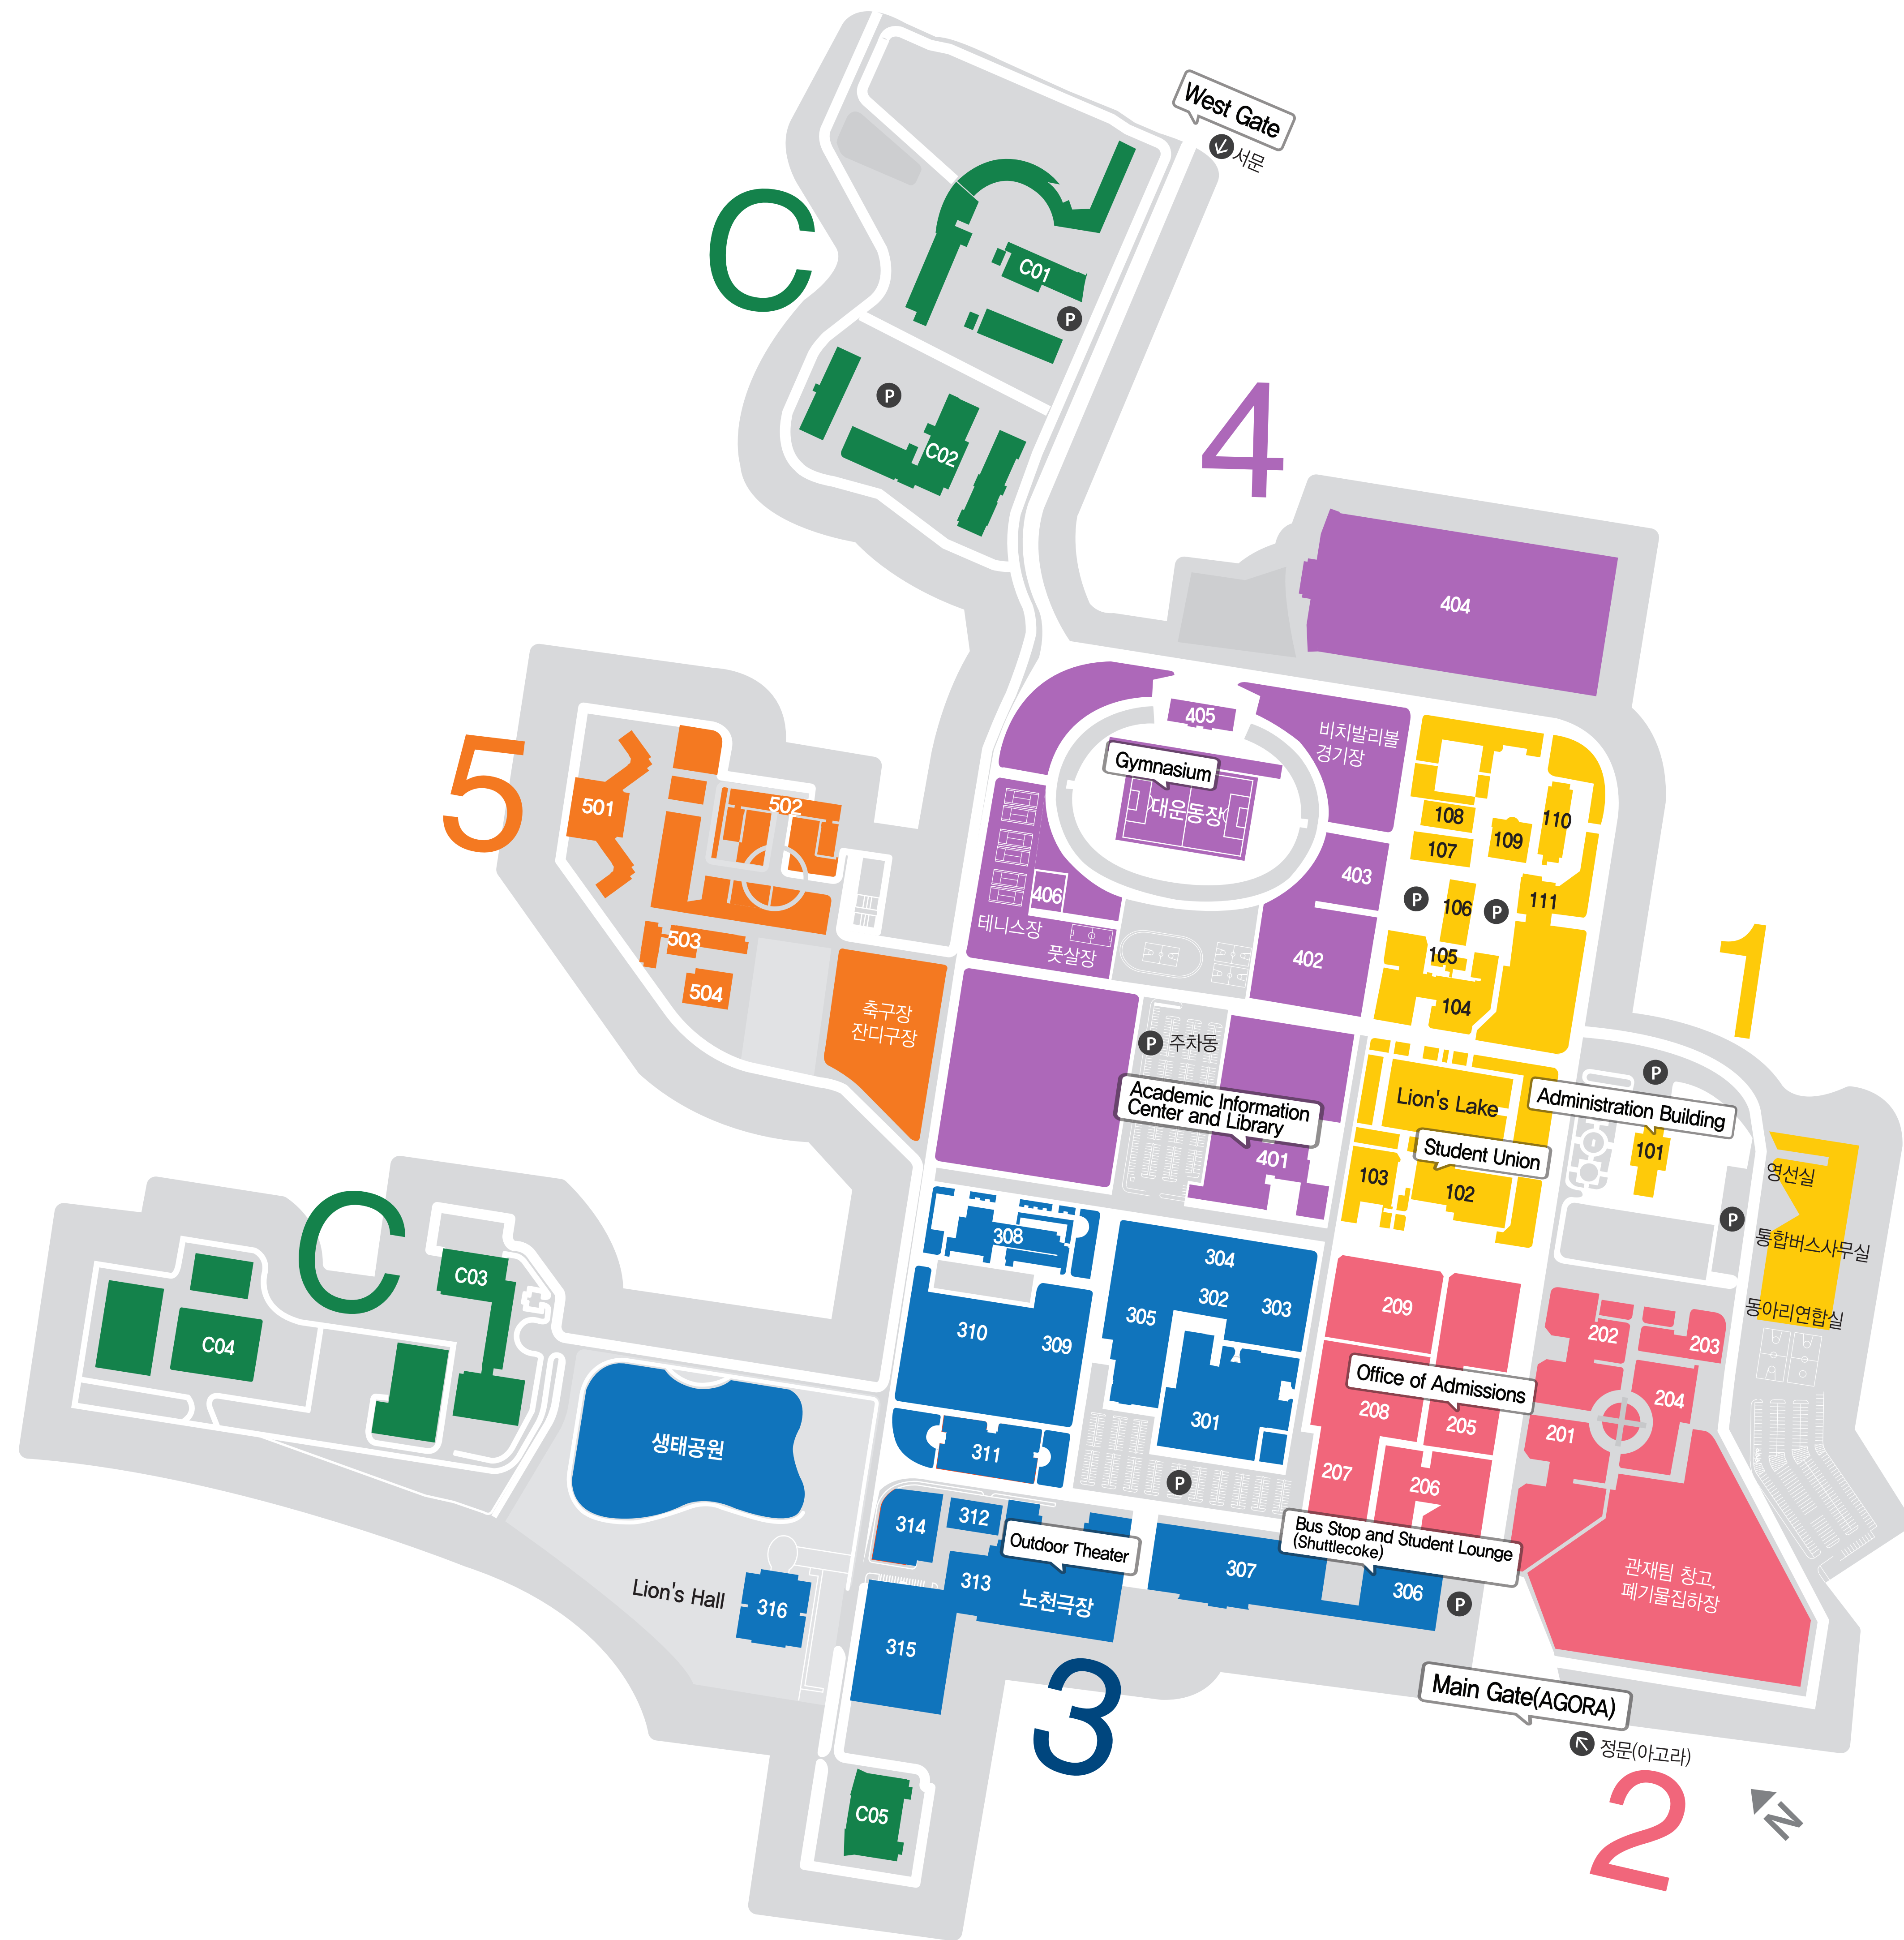 West Gate
서문
C
C01
P
P
C02
4
404
405
비치발리볼
경기장
Gymnasium
대운동장
5
501
502
108
110
109
107
403
406
P
106
P
111
테니스장
풋살장
402
105
503
504
104
1
축구장
잔디구장
P 주차동
P
Lion's Lake
Academic Information
Center and Library
Administration Building
401
Student Union
101
103
102
영선실
P
통합버스사무실
C
C03
C04
308
304
302
303
305
310
309
209
동아리연합실
202
203
Office of Admissions
204
208
205
201
301
생태공원
311
207
206
P
314
312
Outdoor Theater
Bus Stop and Student Lounge
(Shuttlecoke)
307
313
노천극장
306
P
관재팀 창고,
폐기물집하장
Lion's Hall
316
315
3
Main Gate(AGORA)
정문(아고라)
2
N
C05